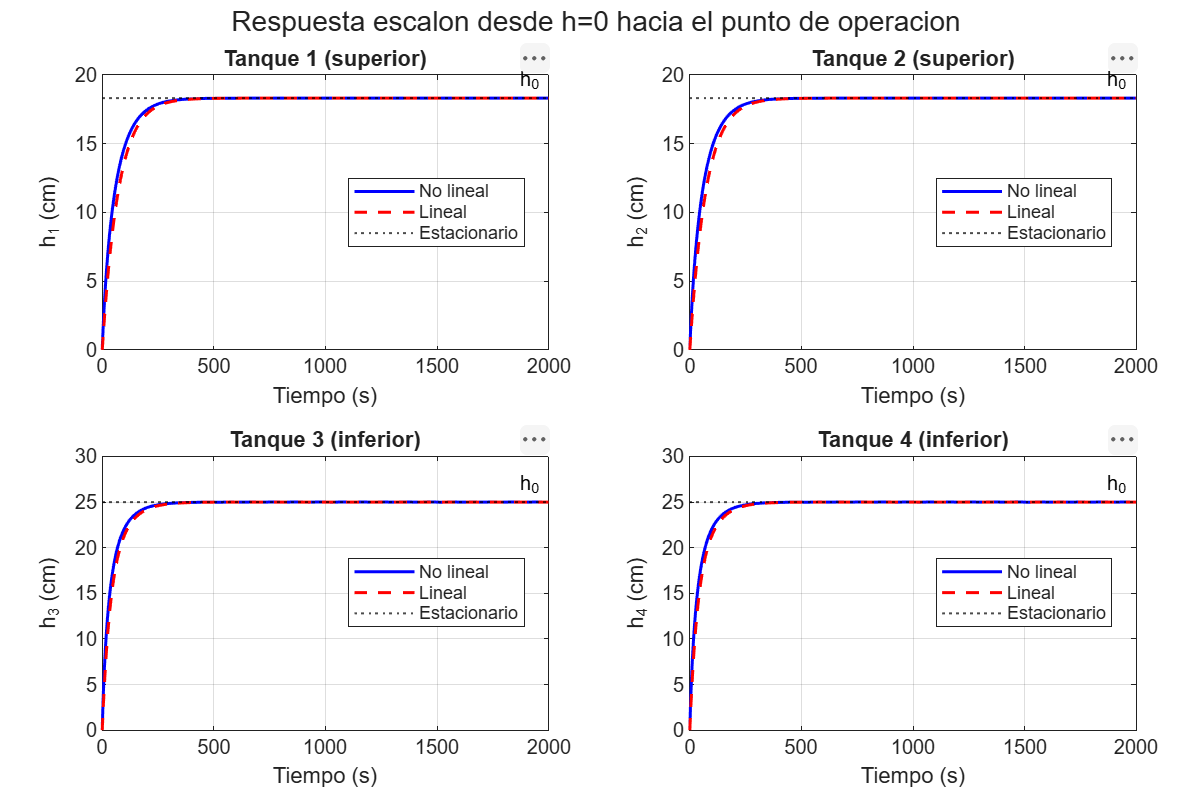 Respuesta escalon desde h=0 hacia el punto de operacion
Tanque 1 (superior)
h₀
20
15
10
5
0
h₁ (cm)
No lineal
Lineal
Estacionario
0 500 1000 1500 2000
Tiempo (s)
Tanque 2 (superior)
h₀
20
15
10
5
0
h₂ (cm)
No lineal
Lineal
Estacionario
0 500 1000 1500 2000
Tiempo (s)
Tanque 3 (inferior)
h₀
30
25
20
15
10
5
0
h₃ (cm)
No lineal
Lineal
Estacionario
0 500 1000 1500 2000
Tiempo (s)
Tanque 4 (inferior)
h₀
30
25
20
15
10
5
0
h₄ (cm)
No lineal
Lineal
Estacionario
0 500 1000 1500 2000
Tiempo (s)